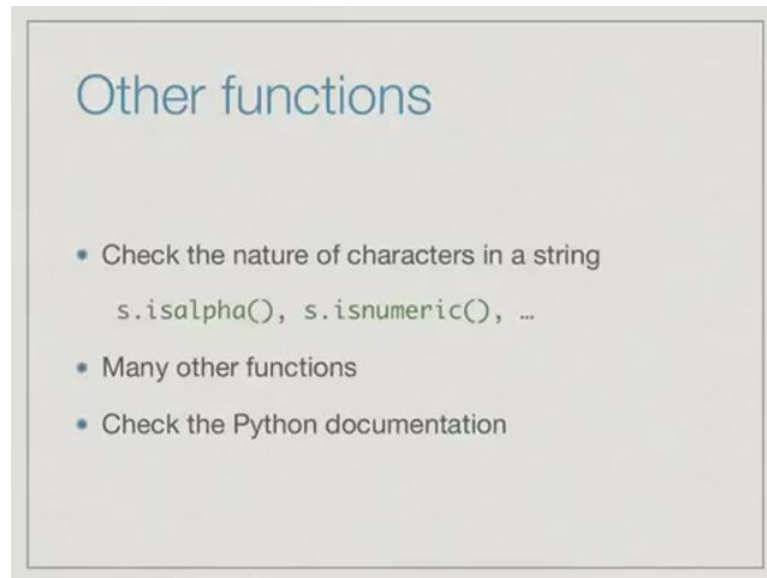 Other functions
• Check the nature of characters in a string
s.isalpha(), s.isnumeric(), …
• Many other functions
• Check the Python documentation